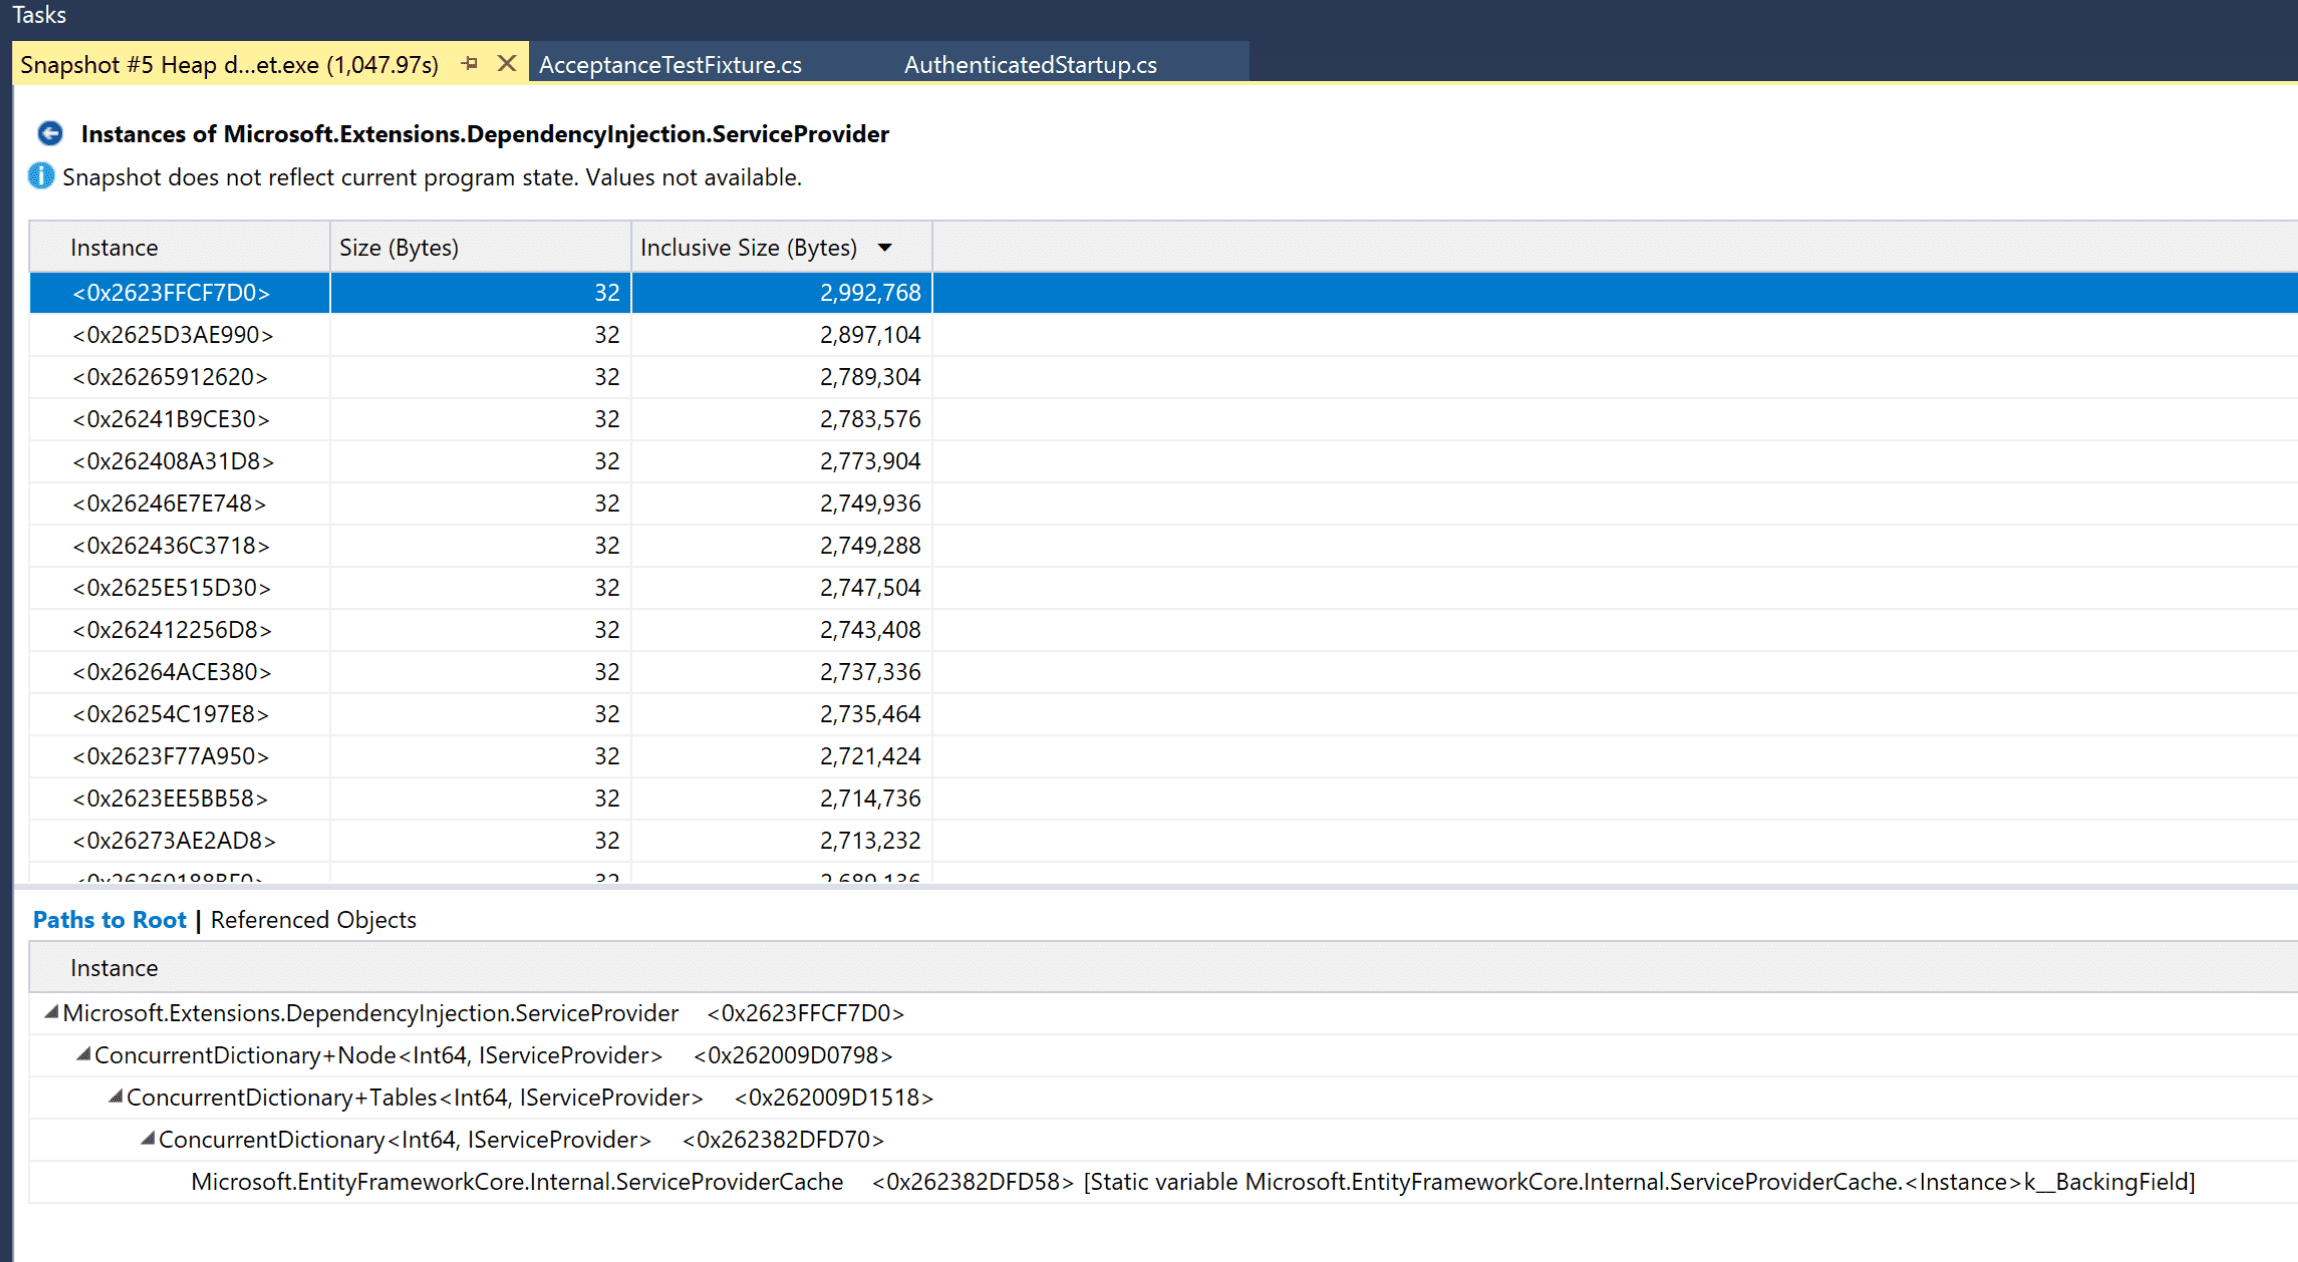 Tasks
Snapshot #5 Heap d...et.exe (1,047.97s) AcceptanceTestFixture.cs AuthenticatedStartup.cs
Instances of Microsoft.Extensions.DependencyInjection.ServiceProvider
Snapshot does not reflect current program state. Values not available.
Instance Size (Bytes) Inclusive Size (Bytes)
<0x2623FFCF7D0> 32 2,992,768
<0x2625D3AE990> 32 2,897,104
<0x26265912620> 32 2,789,304
<0x26241B9CE30> 32 2,783,576
<0x262408A31D8> 32 2,773,904
<0x26246E7E748> 32 2,749,936
<0x262436C3718> 32 2,749,288
<0x2625E515D30> 32 2,747,504
<0x262412256D8> 32 2,743,408
<0x26264ACE380> 32 2,737,336
<0x26254C197E8> 32 2,735,464
<0x2623F77A950> 32 2,721,424
<0x2623EE5BB58> 32 2,714,736
<0x26273AE2AD8> 32 2,713,232
32 2,689,136
Paths to Root | Referenced Objects
Instance
Microsoft.Extensions.DependencyInjection.ServiceProvider <0x2623FFCF7D0>
ConcurrentDictionary+Node<Int64, IServiceProvider> <0x262009D0798>
ConcurrentDictionary+Tables<Int64, IServiceProvider> <0x262009D1518>
ConcurrentDictionary<Int64, IServiceProvider> <0x262382DFD70>
Microsoft.EntityFrameworkCore.Internal.ServiceProviderCache <0x262382DFD58> [Static variable Microsoft.EntityFrameworkCore.Internal.ServiceProviderCache.<Instance>k__BackingField]